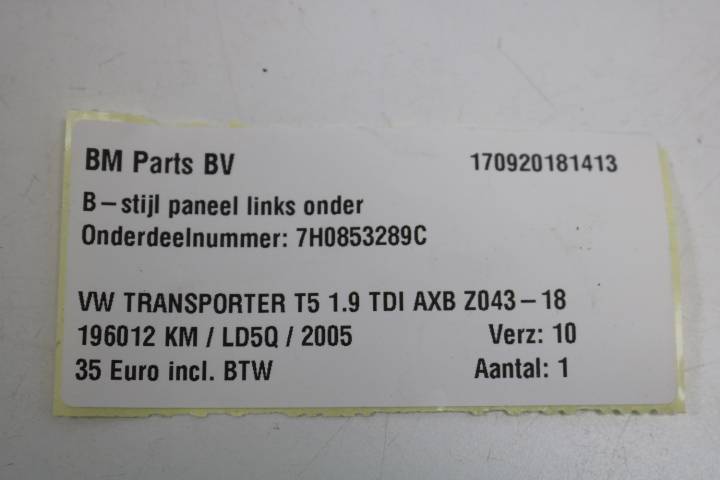 BM Parts BV 170920181413
B-stijl paneel links onder
Onderdeelnummer: 7H0853289C
VW TRANSPORTER T5 1.9 TDI AXB Z043-18
196012 KM / LD5Q / 2005 Verz: 10
35 Euro incl. BTW Aantal: 1